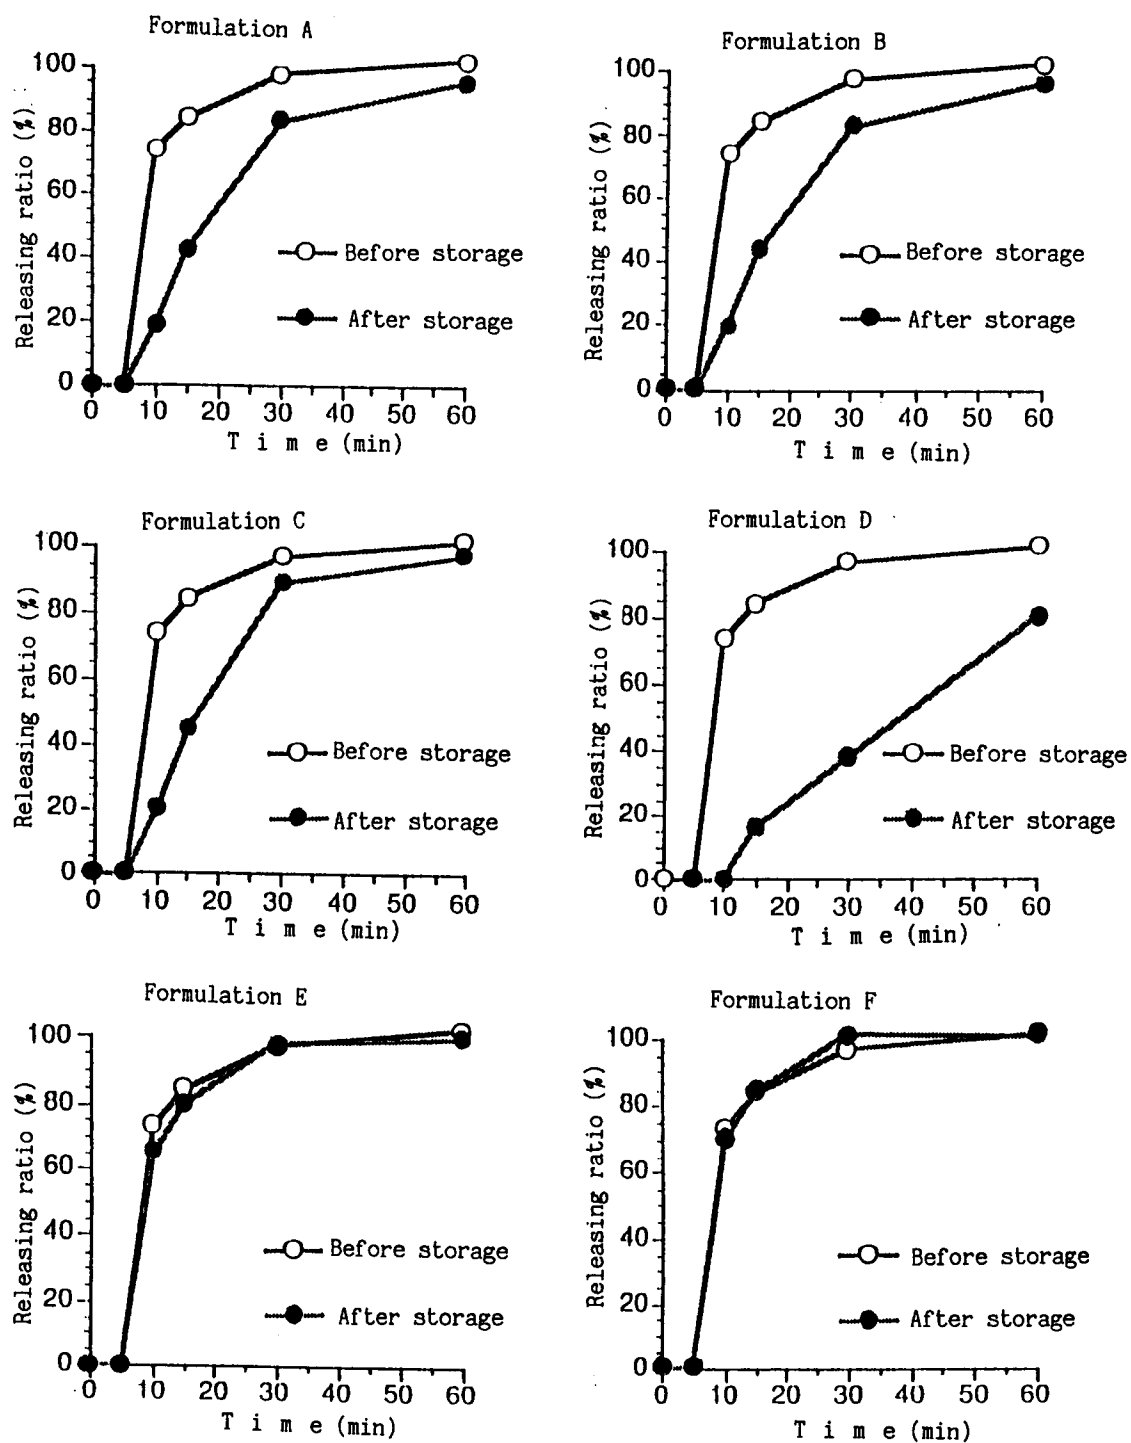 Formulation A
Releasing ratio (%)
100
80
60
40
20
0
Before storage
After storage
0 10 20 30 40 50 60
T i m e (min)
Formulation B
Releasing ratio (%)
100
80
60
40
20
0
Before storage
After storage
0 10 20 30 40 50 60
T i m e (min)
Formulation C
Releasing ratio (%)
100
80
60
40
20
0
Before storage
After storage
0 10 20 30 40 50 60
T i m e (min)
Formulation D
Releasing ratio (%)
100
80
60
40
20
0
Before storage
After storage
0 10 20 30 40 50 60
T i m e (min)
Formulation E
Releasing ratio (%)
100
80
60
40
20
0
Before storage
After storage
0 10 20 30 40 50 60
T i m e (min)
Formulation F
Releasing ratio (%)
100
80
60
40
20
0
Before storage
After storage
0 10 20 30 40 50 60
T i m e (min)